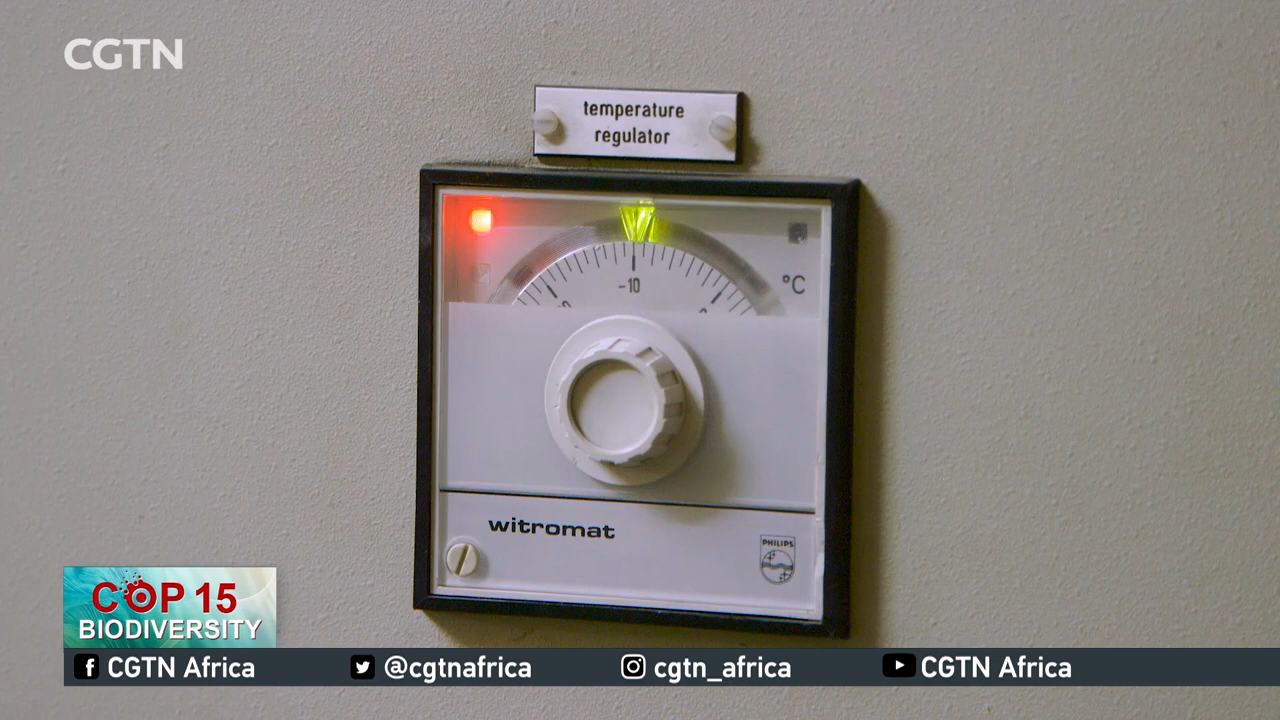 CGTN
temperature
regulator
°C
-10
witromat
PHILIPS
COP 15
BIODIVERSITY
CGTN Africa
@cgtnafrica
cgtn_africa
CGTN Africa